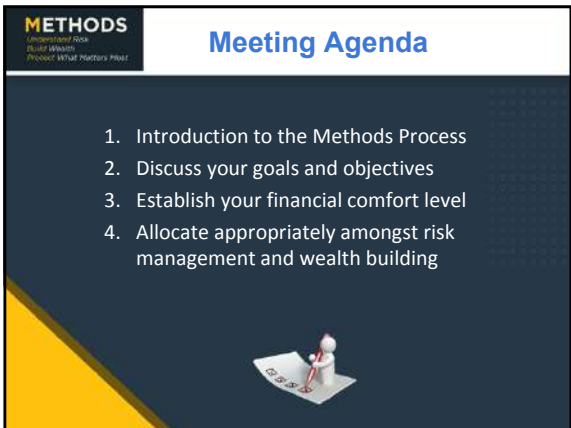 METHODS
Understand Risk
Build Wealth
Protect What Matters Most
Meeting Agenda
1. Introduction to the Methods Process
2. Discuss your goals and objectives
3. Establish your financial comfort level
4. Allocate appropriately amongst risk
management and wealth building